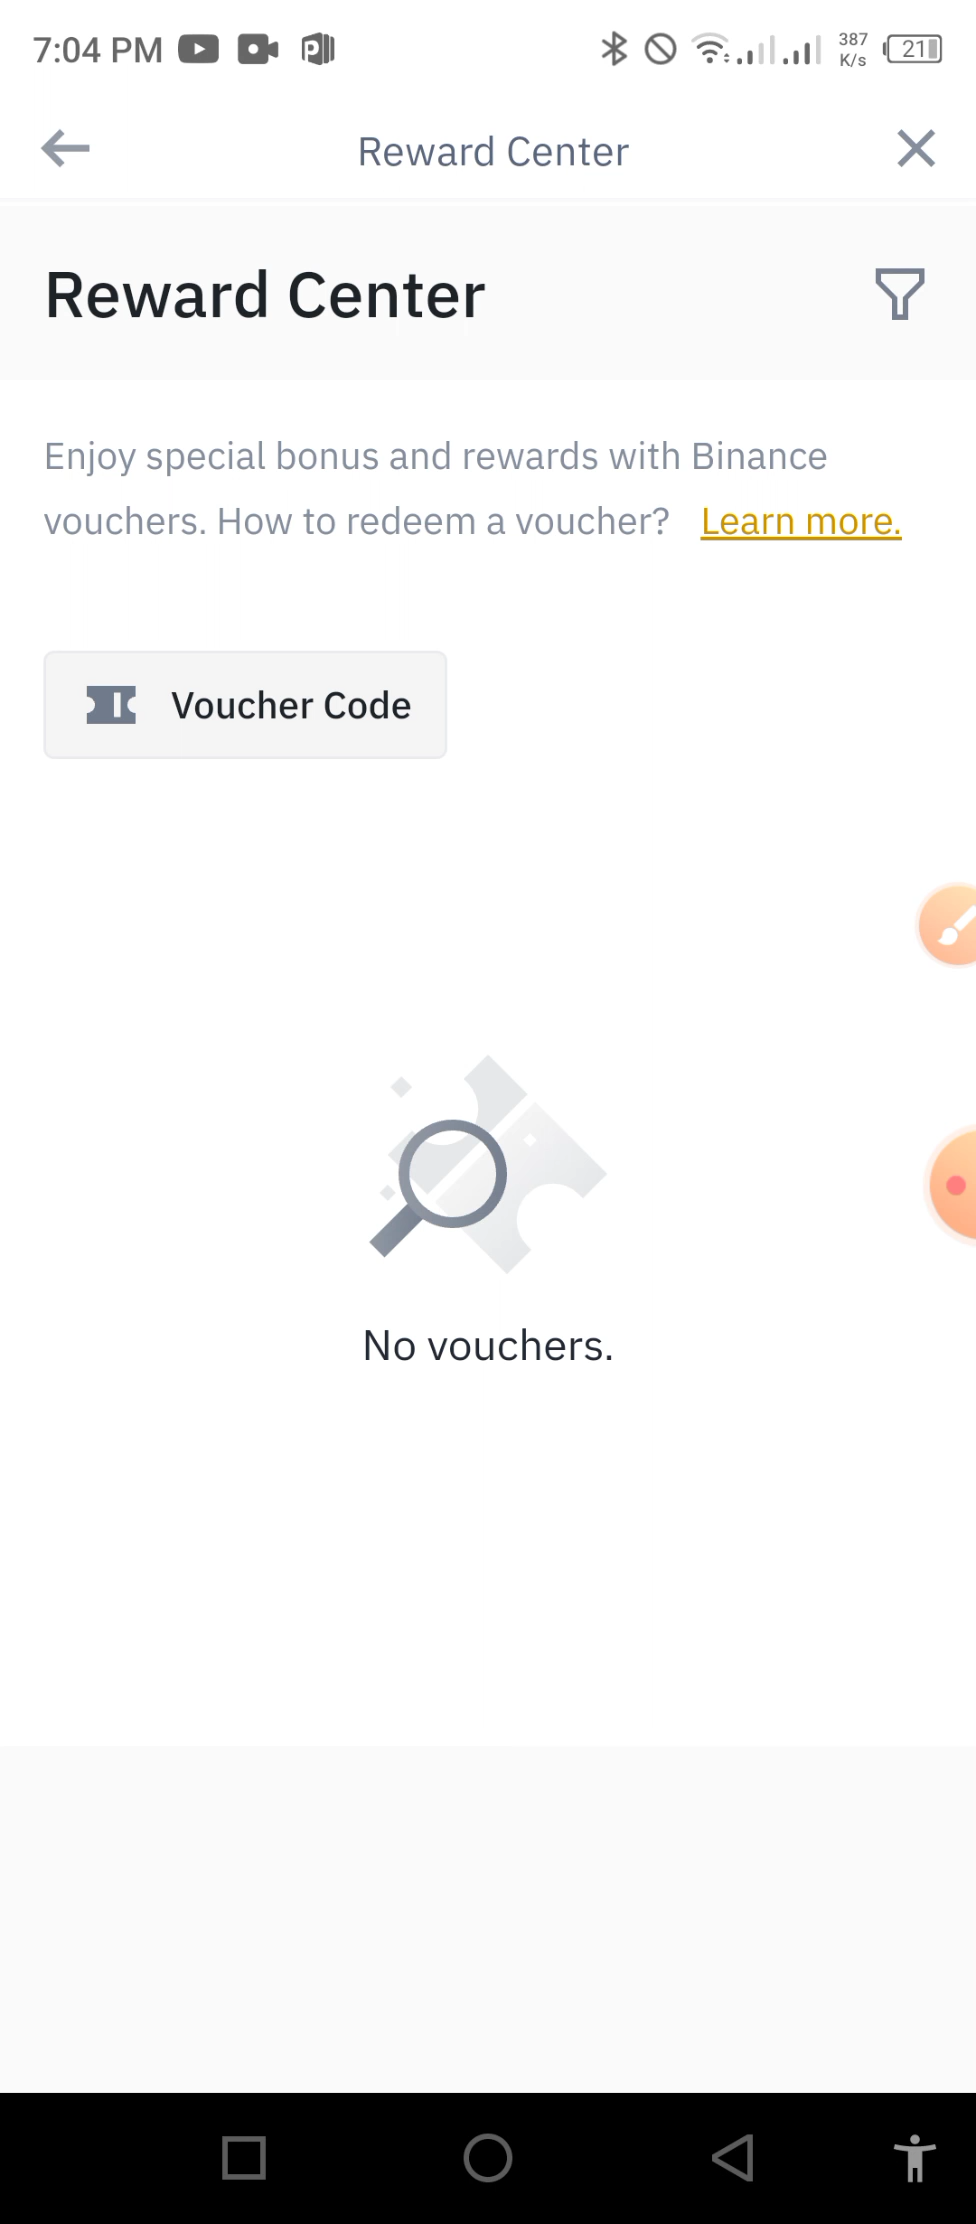 7:04 PM
387
K/s
21
Reward Center
Reward Center
Enjoy special bonus and rewards with Binance
vouchers. How to redeem a voucher? Learn more.
Voucher Code
No vouchers.